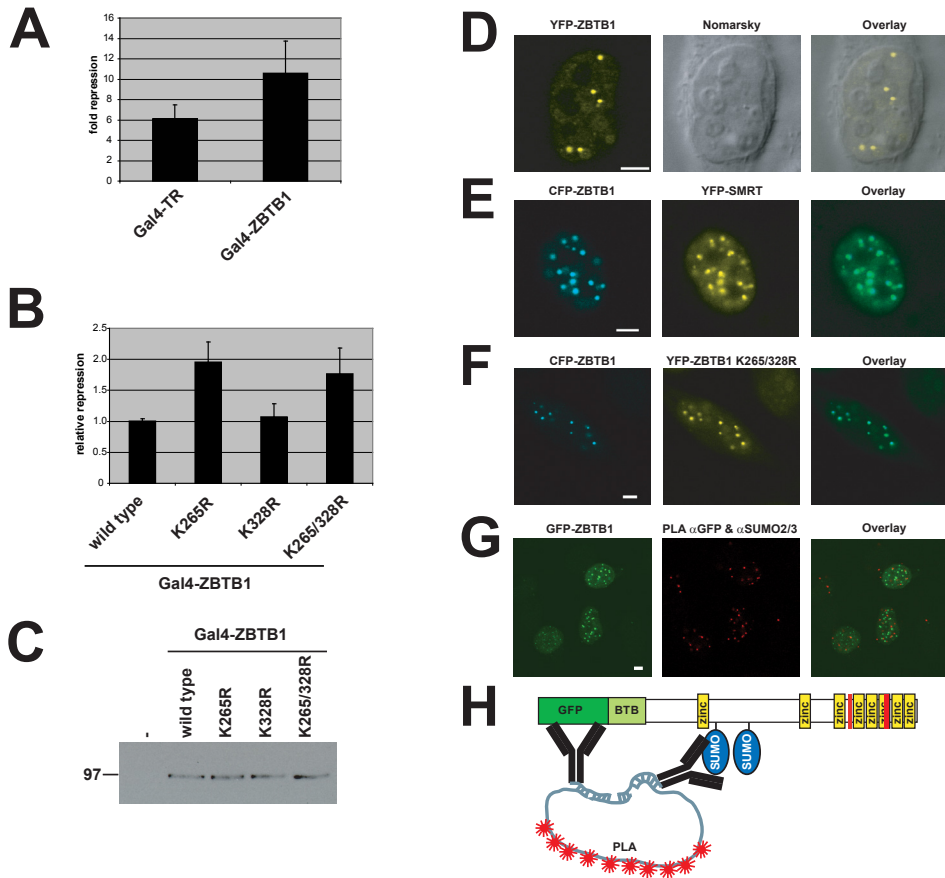 A
fold repression
16
14
12
10
8
6
4
2
0
Gal4-TR
Gal4-ZBTB1
B
relative repression
2.5
2.0
1.5
1.0
0.5
0.0
wild type
K265R
K328R
K265/328R
Gal4-ZBTB1
C
Gal4-ZBTB1
-
wild type
K265R
K328R
K265/328R
97
D
YFP-ZBTB1
Nomarsky
Overlay
E
CFP-ZBTB1
YFP-SMRT
Overlay
F
CFP-ZBTB1
YFP-ZBTB1 K265/328R
Overlay
G
GFP-ZBTB1
PLA αGFP & αSUMO2/3
Overlay
H
GFP
BTB
zinc
zinc
zinc
zinc
zinc
zinc
zinc
zinc
SUMO
SUMO
PLA